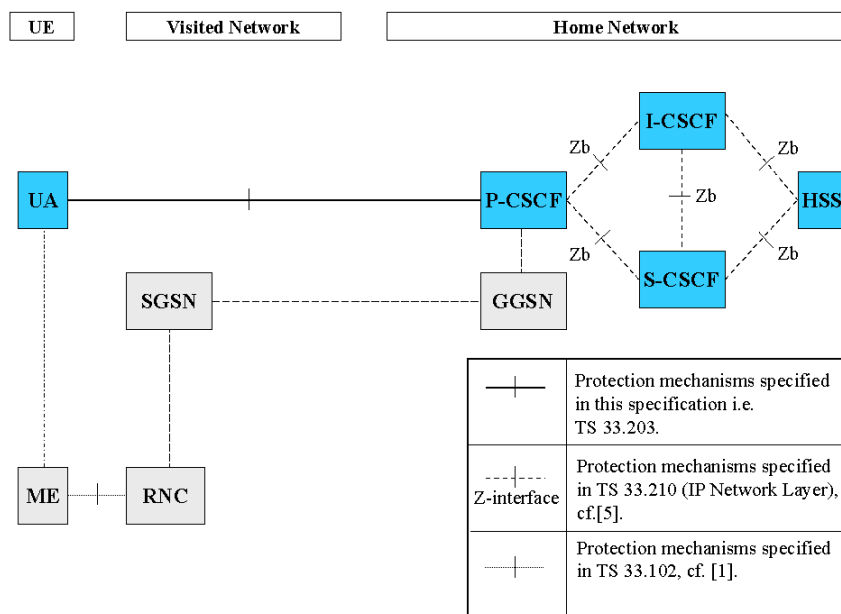 UE
Visited Network
Home Network
I-CSCF
Zb
Zb
UA
P-CSCF
Zb
HSS
Zb
Zb
S-CSCF
SGSN
GGSN
ME
RNC
Protection mechanisms specified
in this specification i.e.
TS 33.203.
Z-interface
Protection mechanisms specified
in TS 33.210 (IP Network Layer),
cf.[5].
Protection mechanisms specified
in TS 33.102, cf. [1].